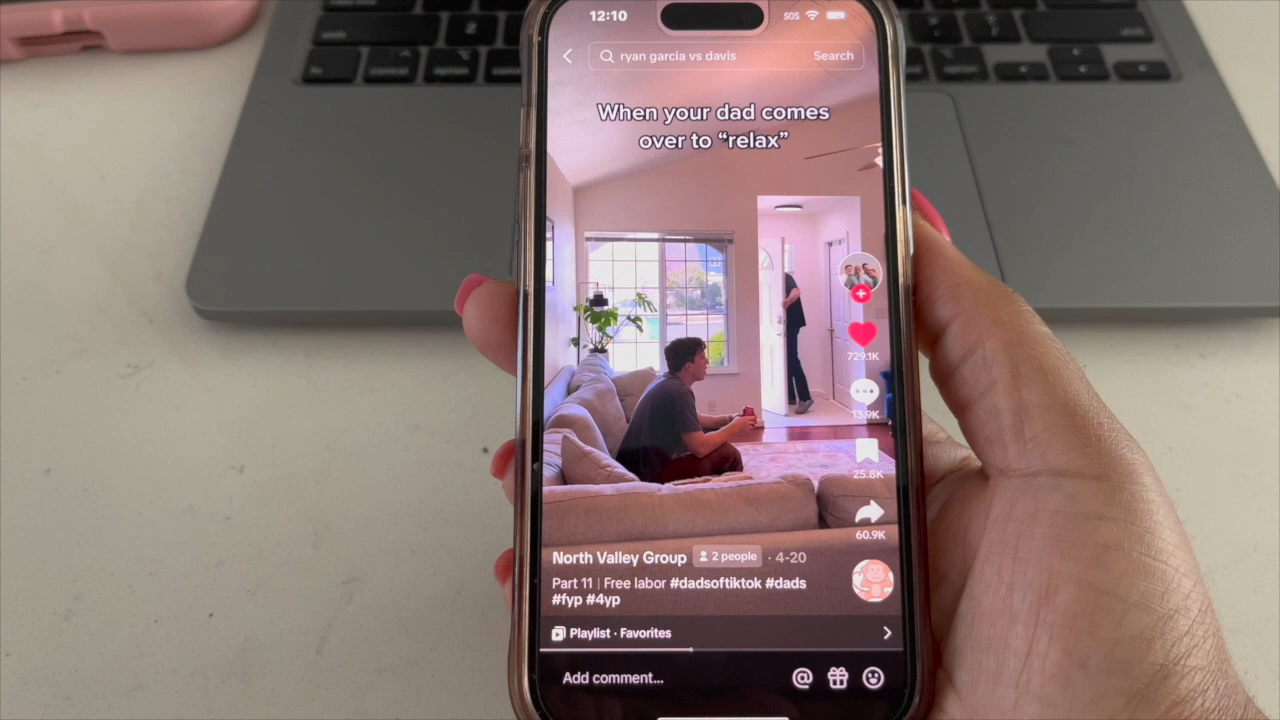 12:10
SOS
ryan garcia vs davis
Search
When your dad comes
over to “relax”
729.1K
13.9K
25.8K
60.9K
North Valley Group
2 people
· 4-20
Part 11 | Free labor #dadsoftiktok #dads
#fyp #4yp
Playlist · Favorites
Add comment...
@